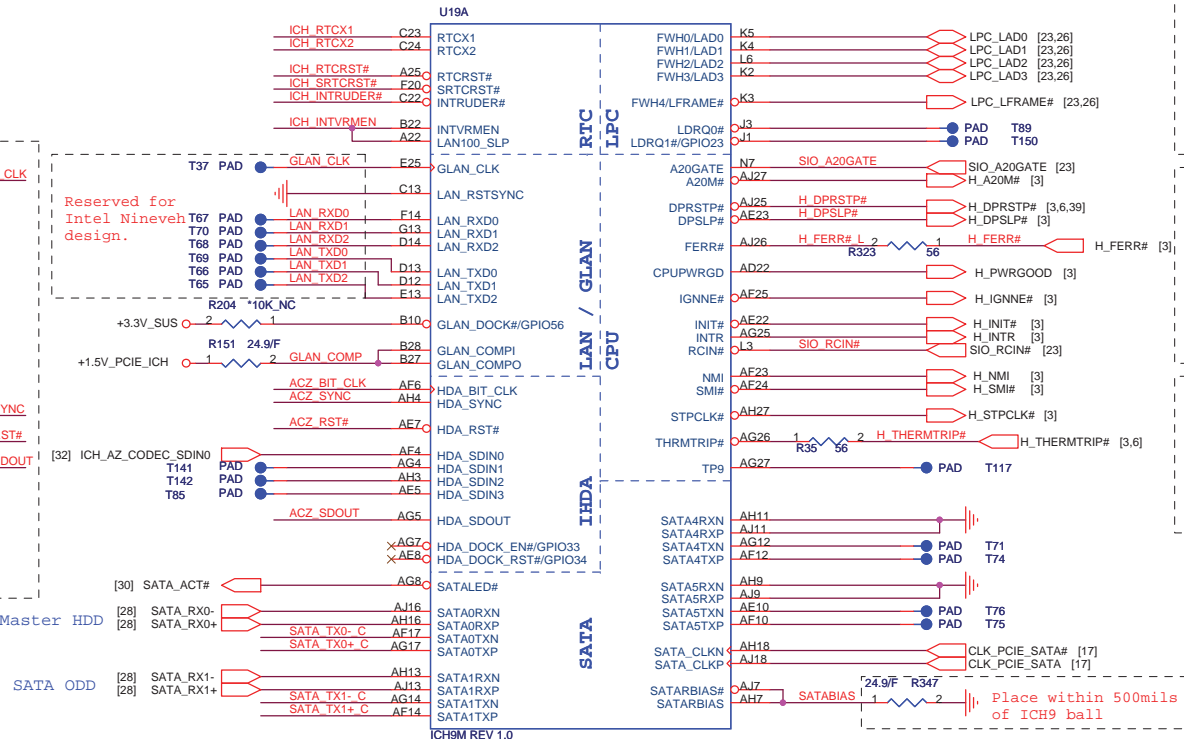 U19A
ICH_RTCX1 C23 RTCX1 FWH0/LAD0 K5 LPC_LAD0 [23,26]
ICH_RTCX2 C24 RTCX2 FWH1/LAD1 K4 LPC_LAD1 [23,26]
FWH2/LAD2 L6 LPC_LAD2 [23,26]
ICH_RTCRST# A25 RTCRST# FWH3/LAD3 K2 LPC_LAD3 [23,26]
ICH_SRTCRST# F20 SRTCRST#
ICH_INTRUDER# C22 INTRUDER# FWH4/LFRAME# K3 LPC_LFRAME# [23,26]
RTC LPC
ICH_INTVRMEN B22 INTVRMEN LDRQ0# J3 PAD T89
A22 LAN100_SLP LDRQ1#/GPIO23 J1 PAD T150
_CLK
T37 PAD GLAN_CLK E25 GLAN_CLK A20GATE N7 SIO_A20GATE SIO_A20GATE [23]
A20M# AJ27 H_A20M# [3]
C13 LAN_RSTSYNC
Reserved for
Intel Nineveh
design.
DPRSTP# AJ25 H_DPRSTP# H_DPRSTP# [3,6,39]
T67 PAD LAN_RXD0 F14 LAN_RXD0 DPSLP# AE23 H_DPSLP# H_DPSLP# [3]
T70 PAD LAN_RXD1 G13 LAN_RXD1
T68 PAD LAN_RXD2 D14 LAN_RXD2 FERR# AJ26 H_FERR#_L 2 R323 56 1 H_FERR# H_FERR# [3]
T69 PAD LAN_TXD0 D13 LAN_TXD0 CPUPWRGD AD22 H_PWRGOOD [3]
T66 PAD LAN_TXD1 D12 LAN_TXD1
T65 PAD LAN_TXD2 E13 LAN_TXD2 IGNNE# AF25 H_IGNNE# [3]
LAN / GLAN CPU
R204 *10K_NC
+3.3V_SUS 2 1 B10 GLAN_DOCK#/GPIO56 INIT# AE22 H_INIT# [3]
INTR AG25 H_INTR [3]
R151 24.9/F
B28 GLAN_COMPI RCIN# L3 SIO_RCIN# SIO_RCIN# [23]
+1.5V_PCIE_ICH 1 2 GLAN_COMP B27 GLAN_COMPO
NMI AF23 H_NMI [3]
ACZ_BIT_CLK AF6 HDA_BIT_CLK SMI# AF24 H_SMI# [3]
YNC
ACZ_SYNC AH4 HDA_SYNC
STPCLK# AH27 H_STPCLK# [3]
ST#
ACZ_RST# AE7 HDA_RST#
THRMTRIP# AG26 1 R35 56 2 H_THERMTRIP# H_THERMTRIP# [3,6]
DOUT
[32] ICH_AZ_CODEC_SDIN0 AF4 HDA_SDIN0
T141 PAD AG4 HDA_SDIN1 TP9 AG27 PAD T117
T142 PAD AH3 HDA_SDIN2
T85 PAD AE5 HDA_SDIN3
IHDA
ACZ_SDOUT AG5 HDA_SDOUT SATA4RXN AH11
SATA4RXP AJ11
AG7 HDA_DOCK_EN#/GPIO33 SATA4TXN AG12 PAD T71
AE8 HDA_DOCK_RST#/GPIO34 SATA4TXP AF12 PAD T74
[30] SATA_ACT# AG8 SATALED# SATA5RXN AH9
SATA5RXP AJ9
Master HDD
[28] SATA_RX0- AJ16 SATA0RXN SATA5TXN AE10 PAD T76
[28] SATA_RX0+ AH16 SATA0RXP SATA5TXP AF10 PAD T75
SATA_TX0-_C AF17 SATA0TXN
SATA_TX0+_C AG17 SATA0TXP SATA_CLKN AH18 CLK_PCIE_SATA# [17]
SATA_CLKP AJ18 CLK_PCIE_SATA [17]
SATA
SATA ODD
[28] SATA_RX1- AH13 SATA1RXN
[28] SATA_RX1+ AJ13 SATA1RXP SATARBIAS# AJ7 24.9/F R347
SATA_TX1-_C AG14 SATA1TXN SATARBIAS AH7 SATABIAS 1 2
SATA_TX1+_C AF14 SATA1TXP
Place within 500mils
of ICH9 ball
ICH9M REV 1.0